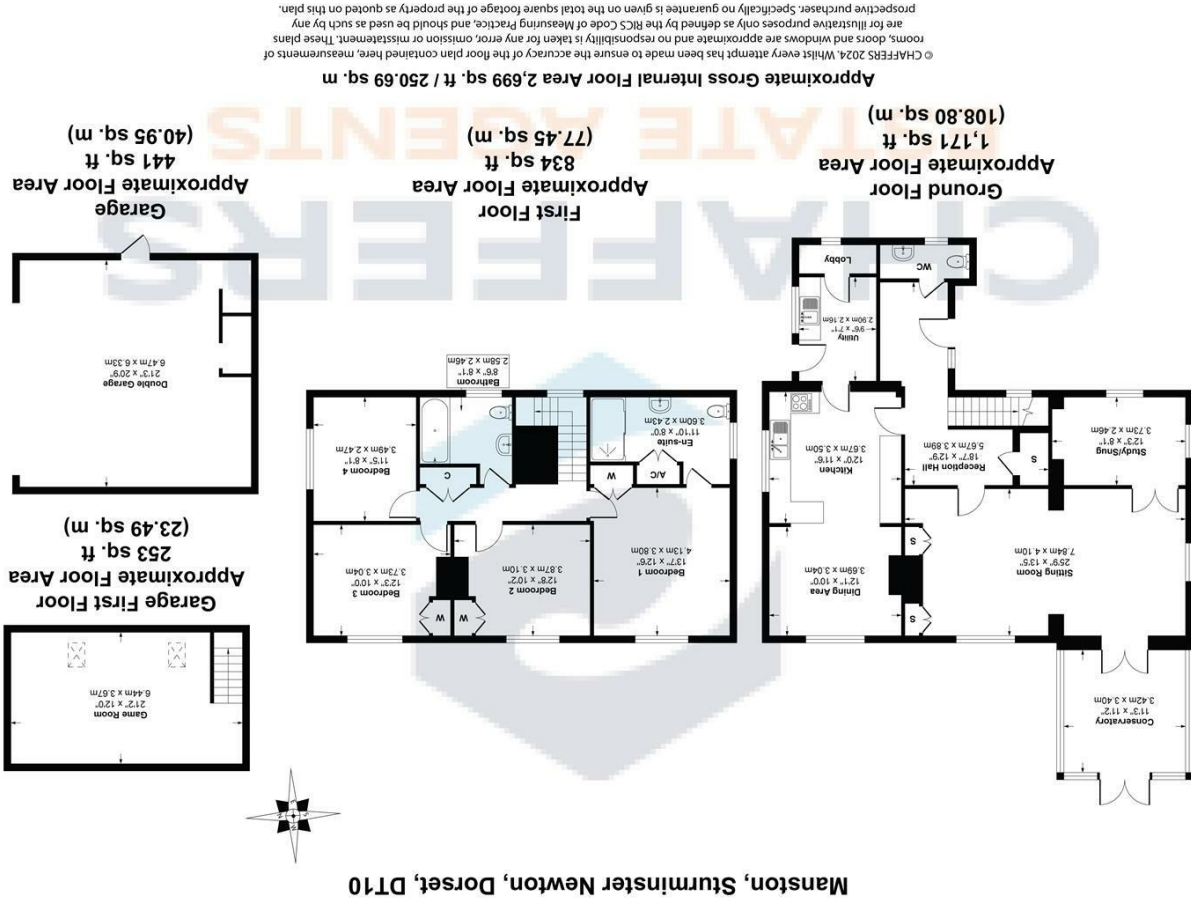 Manston, Sturminster Newton, Dorset, DT10
Conservatory
11'3" x 11'2"
3.42m x 3.40m
Sitting Room
25'9" x 13'5"
7.84m x 4.10m
S
S
Dining Area
12'1" x 10'0"
3.69m x 3.04m
Study/Snug
12'3" x 8'1"
3.73m x 2.46m
S
Reception Hall
18'7" x 12'9"
5.67m x 3.89m
Kitchen
12'0" x 11'6"
3.67m x 3.50m
Utility
9'6" x 7'1"
2.90m x 2.16m
WC
Lobby
Ground Floor
Approximate Floor Area
1,171 sq. ft
(108.80 sq. m)
Bedroom 1
13'7" x 12'6"
4.13m x 3.80m
Bedroom 2
12'8" x 10'2"
3.87m x 3.10m
W
W
Bedroom 3
12'3" x 10'0"
3.73m x 3.04m
A/C
W
C
En-suite
11'10" x 8'0"
3.60m x 2.43m
Bedroom 4
11'5" x 8'1"
3.49m x 2.47m
Bathroom
8'6" x 8'1"
2.58m x 2.46m
First Floor
Approximate Floor Area
834 sq. ft
(77.45 sq. m)
Game Room
21'2" x 12'0"
6.44m x 3.67m
Garage First Floor
Approximate Floor Area
253 sq. ft
(23.49 sq. m)
Double Garage
21'3" x 20'9"
6.47m x 6.33m
Garage
Approximate Floor Area
441 sq. ft
(40.95 sq. m)
CHAFFERS
ESTATE AGENTS
Approximate Gross Internal Floor Area 2,699 sq. ft / 250.69 sq. m
© CHAFFERS 2024. Whilst every attempt has been made to ensure the accuracy of the floor plan contained here, measurements of
rooms, doors and windows are approximate and no responsibility is taken for any error, omission or misstatement. These plans
are for illustrative purposes only as defined by the RICS Code of Measuring Practice, and should be used as such by any
prospective purchaser. Specifically no guarantee is given on the total square footage of the property as quoted on this plan.